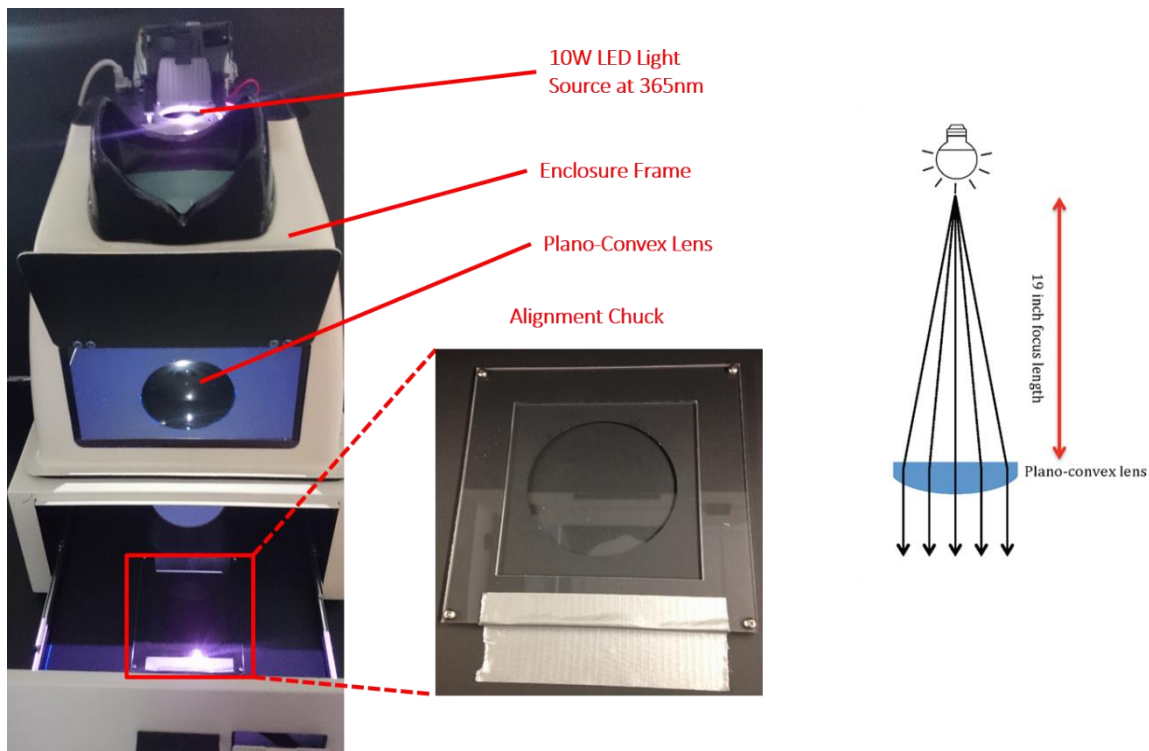 10W LED Light
Source at 365nm
Enclosure Frame
Plano-Convex Lens
Alignment Chuck
19 inch focus length
Plano-convex lens